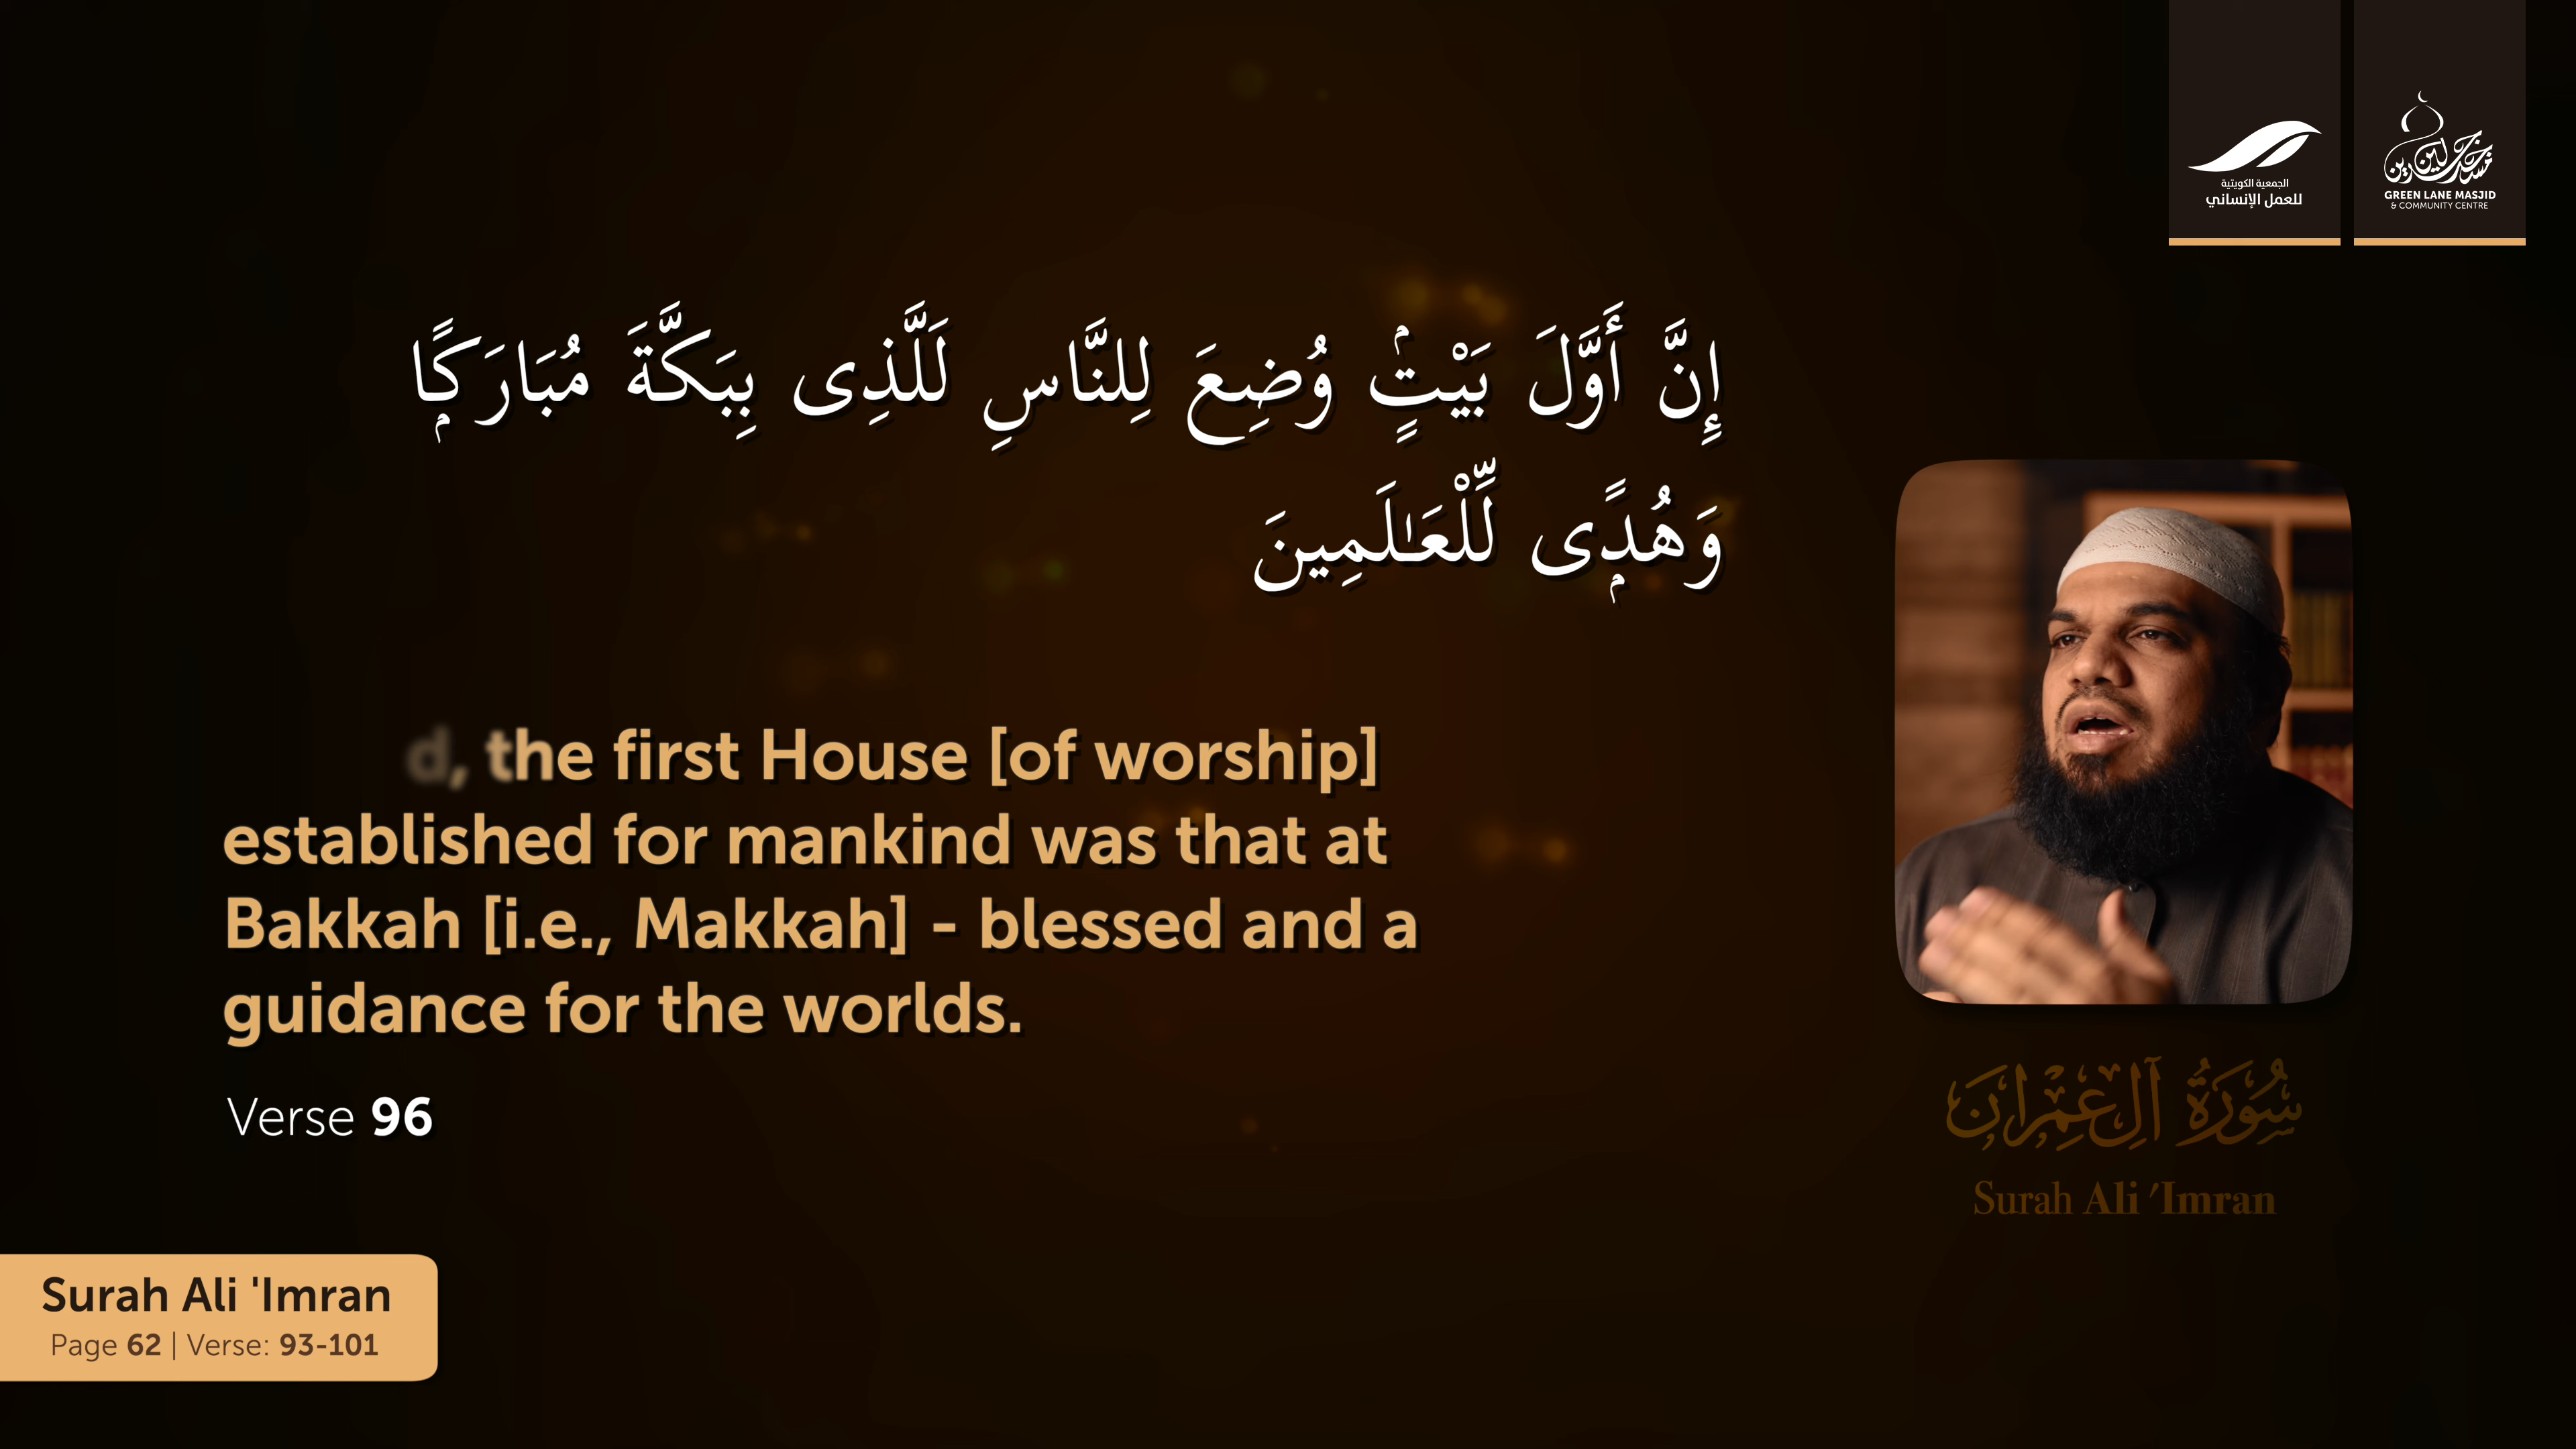 الجمعية الكويتية
للعمل الإنساني
GREEN LANE MASJID
& COMMUNITY CENTRE
إِنَّ أَوَّلَ بَيْتٍۢ وُضِعَ لِلنَّاسِ لَلَّذِى بِبَكَّةَ مُبَارَكًۭا
وَهُدًۭى لِّلْعَـٰلَمِينَ
d, the first House [of worship]
established for mankind was that at
Bakkah [i.e., Makkah] - blessed and a
guidance for the worlds.
Verse 96
سُورَةُ آلِ عِمْرَانَ
Surah Ali 'Imran
Surah Ali 'Imran
Page 62 | Verse: 93-101